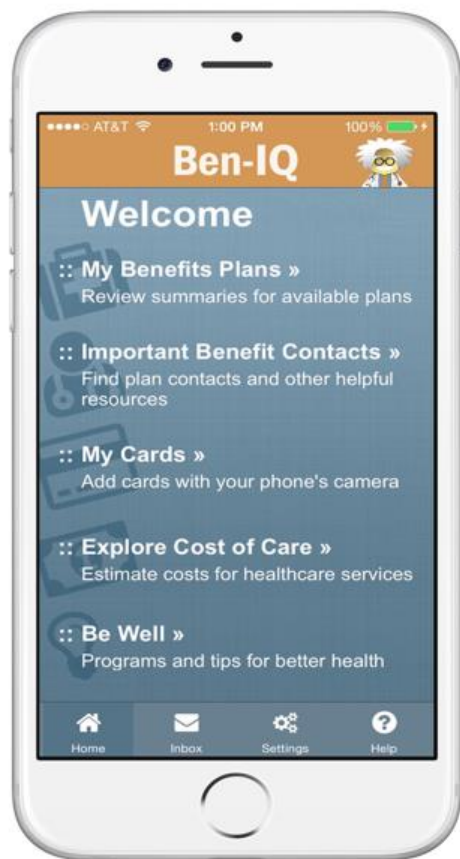 AT&T 1:00 PM 100%
Ben-IQ
Welcome
:: My Benefits Plans »
Review summaries for available plans
:: Important Benefit Contacts »
Find plan contacts and other helpful
resources
:: My Cards »
Add cards with your phone's camera
:: Explore Cost of Care »
Estimate costs for healthcare services
:: Be Well »
Programs and tips for better health
Home Inbox Settings Help